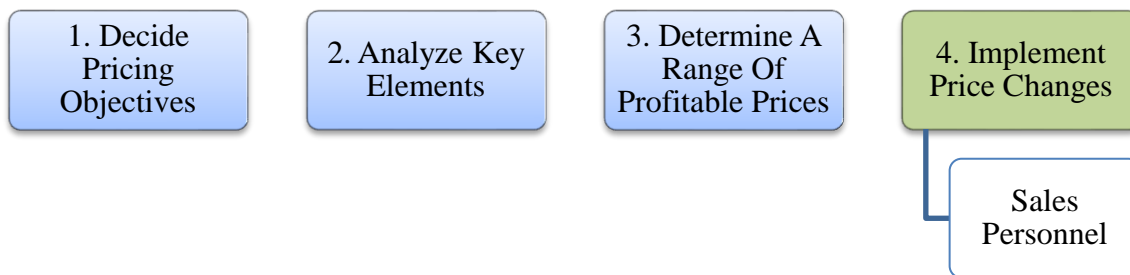 1. Decide
Pricing
Objectives
2. Analyze Key
Elements
3. Determine A
Range Of
Profitable Prices
4. Implement
Price Changes
Sales
Personnel